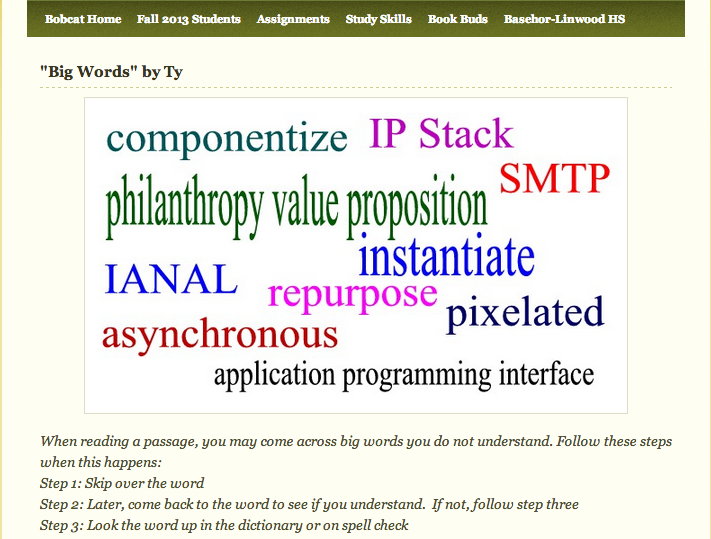 Bobcat Home Fall 2013 Students Assignments Study Skills Book Buds Basehor-Linwood HS
"Big Words" by Ty
componentize IP Stack
SMTP
philanthropy value proposition
instantiate
IANAL
repurpose
pixelated
asynchronous
application programming interface
When reading a passage, you may come across big words you do not understand. Follow these steps
when this happens:
Step 1: Skip over the word
Step 2: Later, come back to the word to see if you understand.  If not, follow step three
Step 3: Look the word up in the dictionary or on spell check